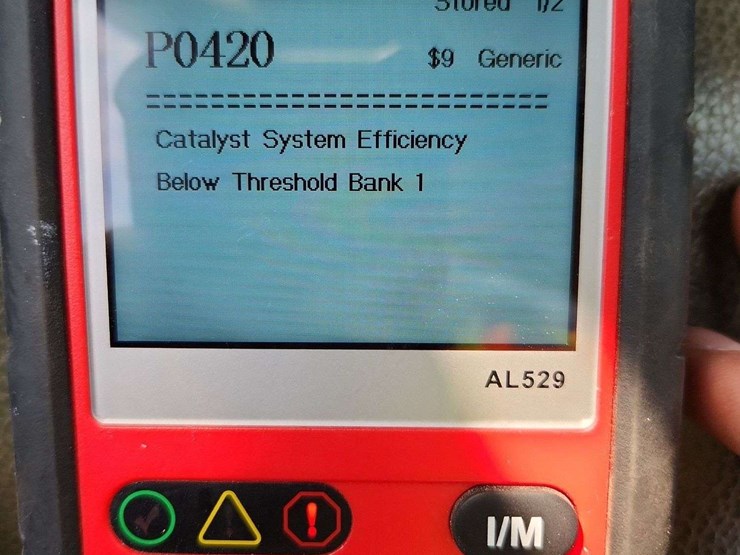 Stored 1/2
P0420
$9 Generic
====================================
Catalyst System Efficiency
Below Threshold Bank 1
AL529
I/M